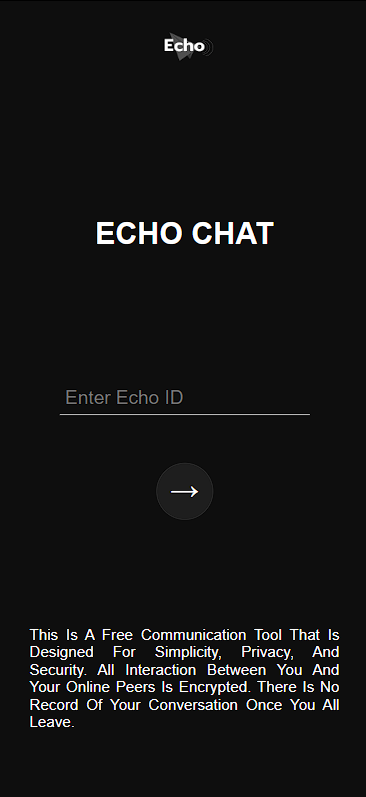 Echo
ECHO CHAT
Enter Echo ID
→
This Is A Free Communication Tool That Is
Designed For Simplicity, Privacy, And
Security. All Interaction Between You And
Your Online Peers Is Encrypted. There Is No
Record Of Your Conversation Once You All
Leave.